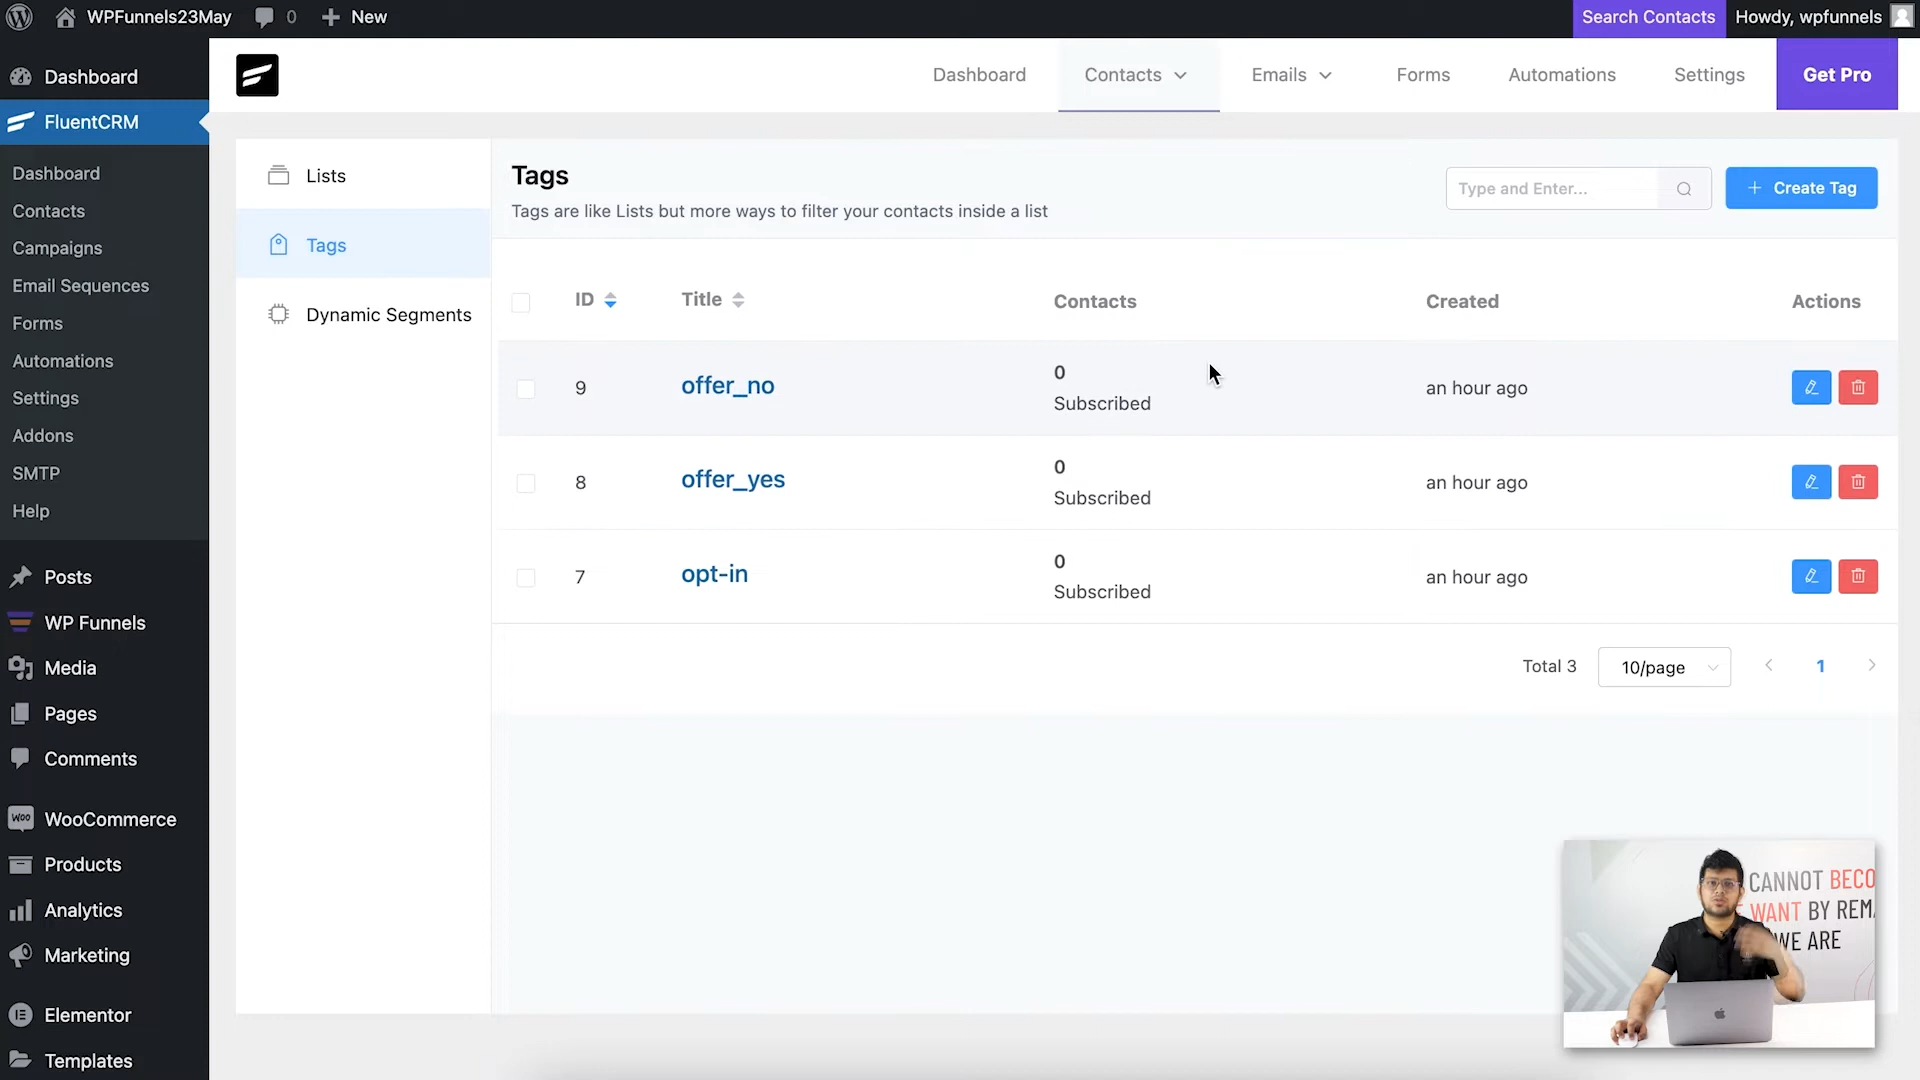 WPFunnels23May
0
New
Search Contacts
Howdy, wpfunnels
Dashboard
FluentCRM
Dashboard
Contacts
Campaigns
Email Sequences
Forms
Automations
Settings
Addons
SMTP
Help
Posts
WP Funnels
Media
Pages
Comments
Woo
WooCommerce
Products
Analytics
Marketing
Elementor
Templates
Dashboard
Contacts
Emails
Forms
Automations
Settings
Get Pro
Lists
Tags
Dynamic Segments
Tags
Tags are like Lists but more ways to filter your contacts inside a list
Type and Enter...
Create Tag
ID
Title
Contacts
Created
Actions
9
offer_no
0
Subscribed
an hour ago
8
offer_yes
0
Subscribed
an hour ago
7
opt-in
0
Subscribed
an hour ago
Total 3
10/page
1
CANNOT BECO
WANT BY REM
WE ARE